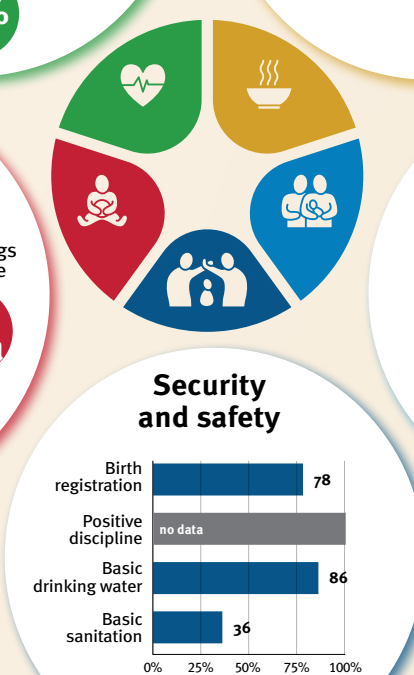 gs
e
Security
and safety
Birth
registration
78
Positive
discipline
no data
Basic
drinking water
86
Basic
sanitation
36
0% 25% 50% 75% 100%